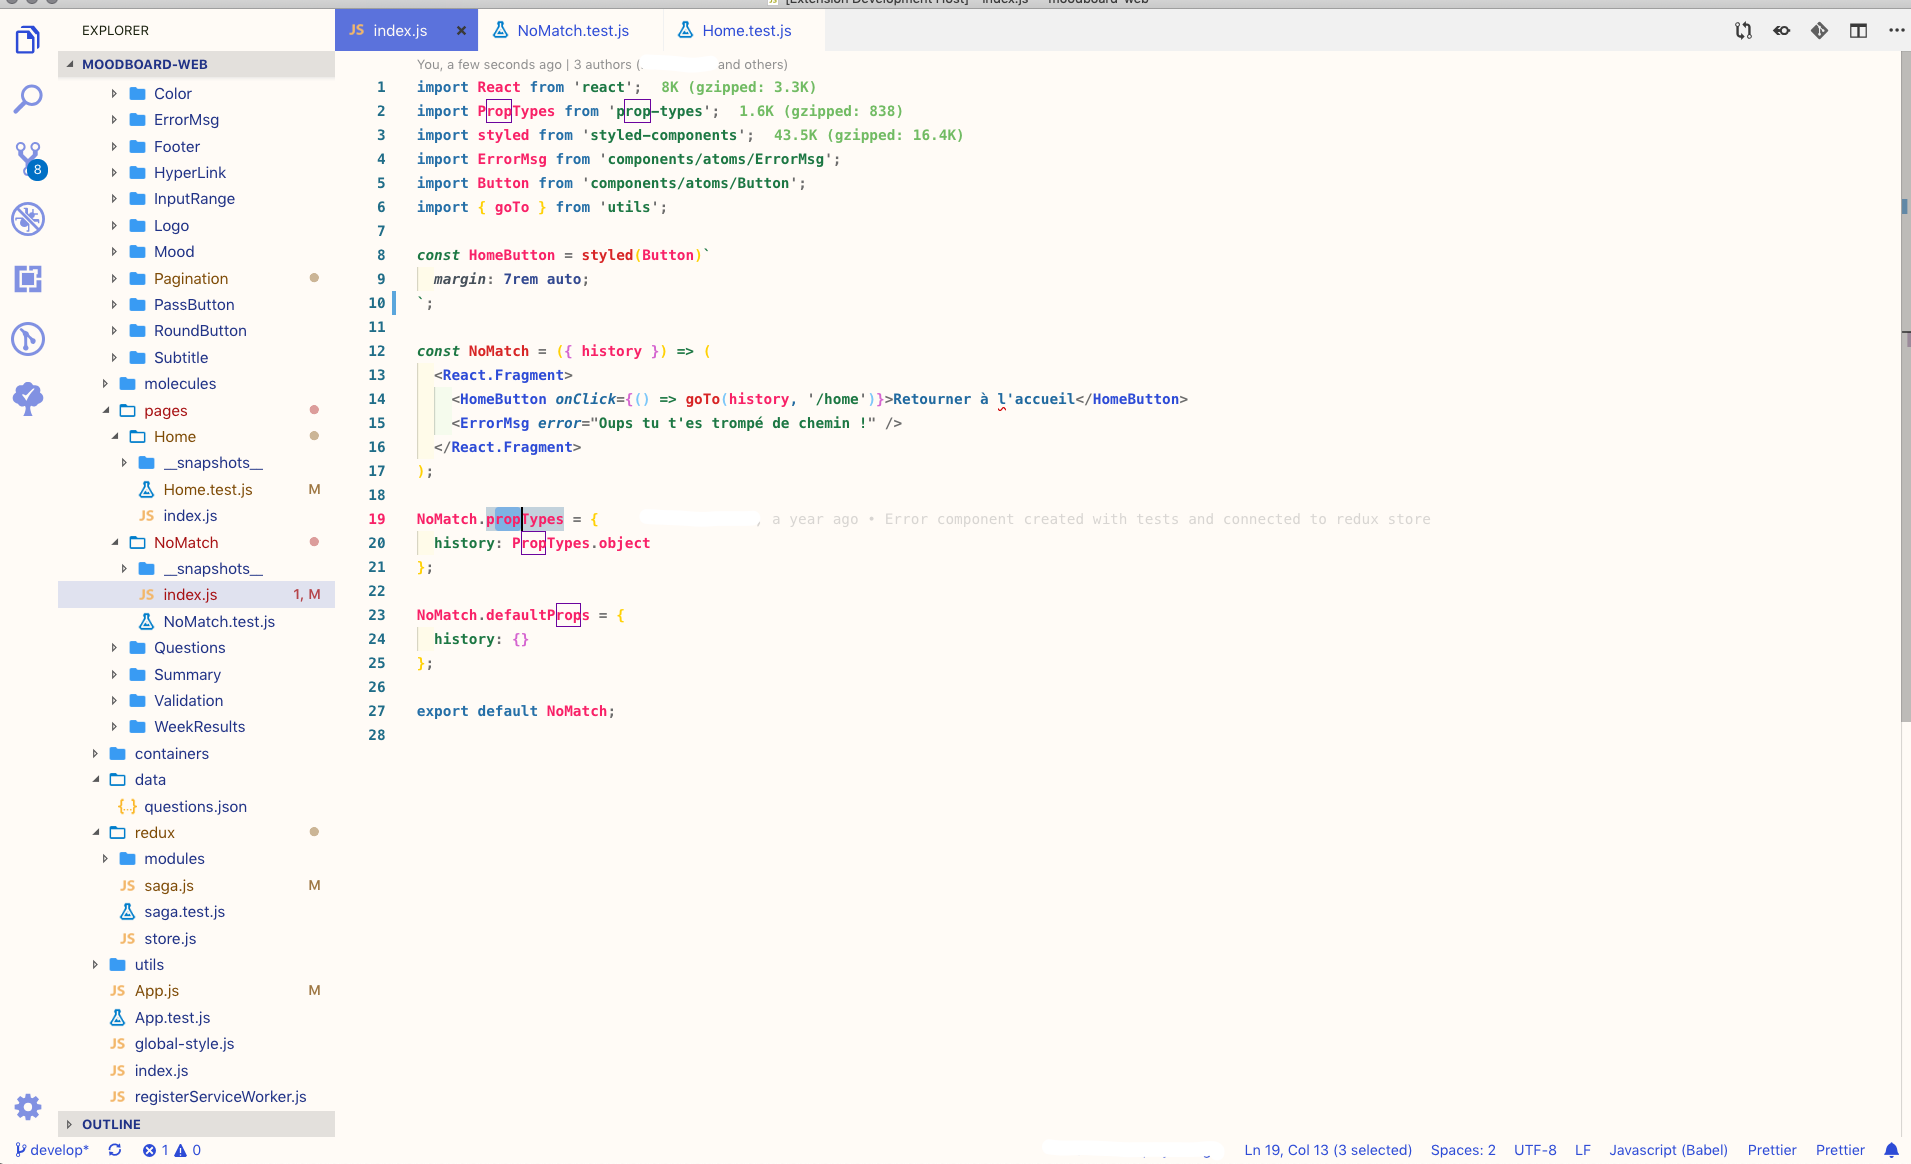 [Extension Development Host] - index.js — moodboard-web
EXPLORER
MOODBOARD-WEB
Color
ErrorMsg
Footer
HyperLink
InputRange
Logo
Mood
Pagination
PassButton
RoundButton
Subtitle
molecules
pages
Home
__snapshots__
Home.test.js M
JS index.js
NoMatch
__snapshots__
JS index.js 1, M
NoMatch.test.js
Questions
Summary
Validation
WeekResults
containers
data
{..} questions.json
redux
modules
JS saga.js M
saga.test.js
JS store.js
utils
JS App.js M
App.test.js
JS global-style.js
JS index.js
JS registerServiceWorker.js
OUTLINE
8
JS index.js ×
NoMatch.test.js
Home.test.js
You, a few seconds ago | 3 authors ( and others)
1 import React from 'react'; 8K (gzipped: 3.3K)
2 import PropTypes from 'prop-types'; 1.6K (gzipped: 838)
3 import styled from 'styled-components'; 43.5K (gzipped: 16.4K)
4 import ErrorMsg from 'components/atoms/ErrorMsg';
5 import Button from 'components/atoms/Button';
6 import { goTo } from 'utils';
7
8 const HomeButton = styled(Button)`
9 margin: 7rem auto;
10 `;
11
12 const NoMatch = ({ history }) => (
13 <React.Fragment>
14 <HomeButton onClick={() => goTo(history, '/home')}>Retourner à l'accueil</HomeButton>
15 <ErrorMsg error="Oups tu t'es trompé de chemin !" />
16 </React.Fragment>
17 );
18
19 NoMatch.propTypes = { , a year ago • Error component created with tests and connected to redux store
20 history: PropTypes.object
21 };
22
23 NoMatch.defaultProps = {
24 history: {}
25 };
26
27 export default NoMatch;
28
develop* 1 0 Ln 19, Col 13 (3 selected) Spaces: 2 UTF-8 LF Javascript (Babel) Prettier Prettier